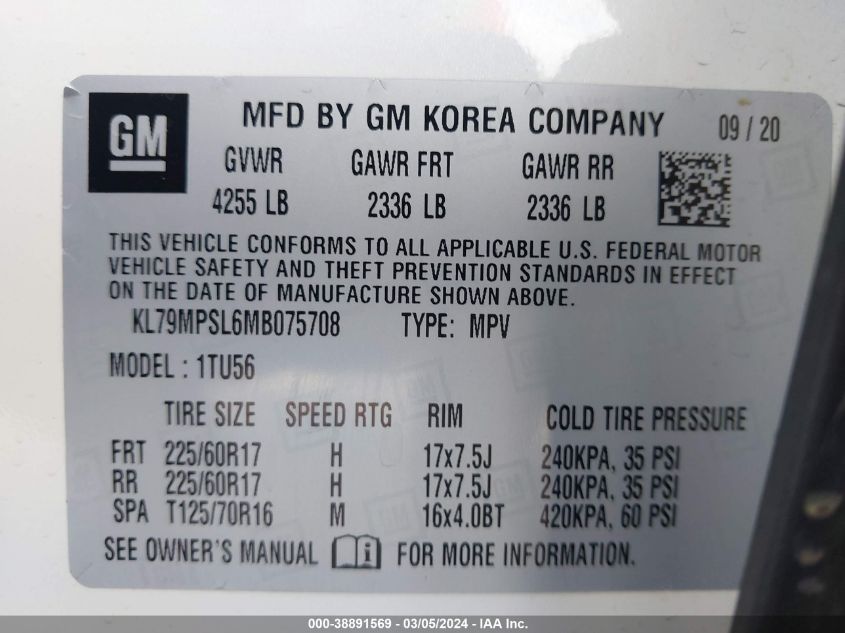 GM MFD BY GM KOREA COMPANY 09 / 20
GVWR GAWR FRT GAWR RR
4255 LB 2336 LB 2336 LB
THIS VEHICLE CONFORMS TO ALL APPLICABLE U.S. FEDERAL MOTOR
VEHICLE SAFETY AND THEFT PREVENTION STANDARDS IN EFFECT
ON THE DATE OF MANUFACTURE SHOWN ABOVE.
KL79MPSL6MB075708 TYPE: MPV
MODEL : 1TU56
TIRE SIZE SPEED RTG RIM COLD TIRE PRESSURE
FRT 225/60R17 H 17x7.5J 240KPA, 35 PSI
RR 225/60R17 H 17x7.5J 240KPA, 35 PSI
SPA T125/70R16 M 16x4.0BT 420KPA, 60 PSI
SEE OWNER'S MANUAL i FOR MORE INFORMATION.
000-38891569 - 03/05/2024 - IAA Inc.